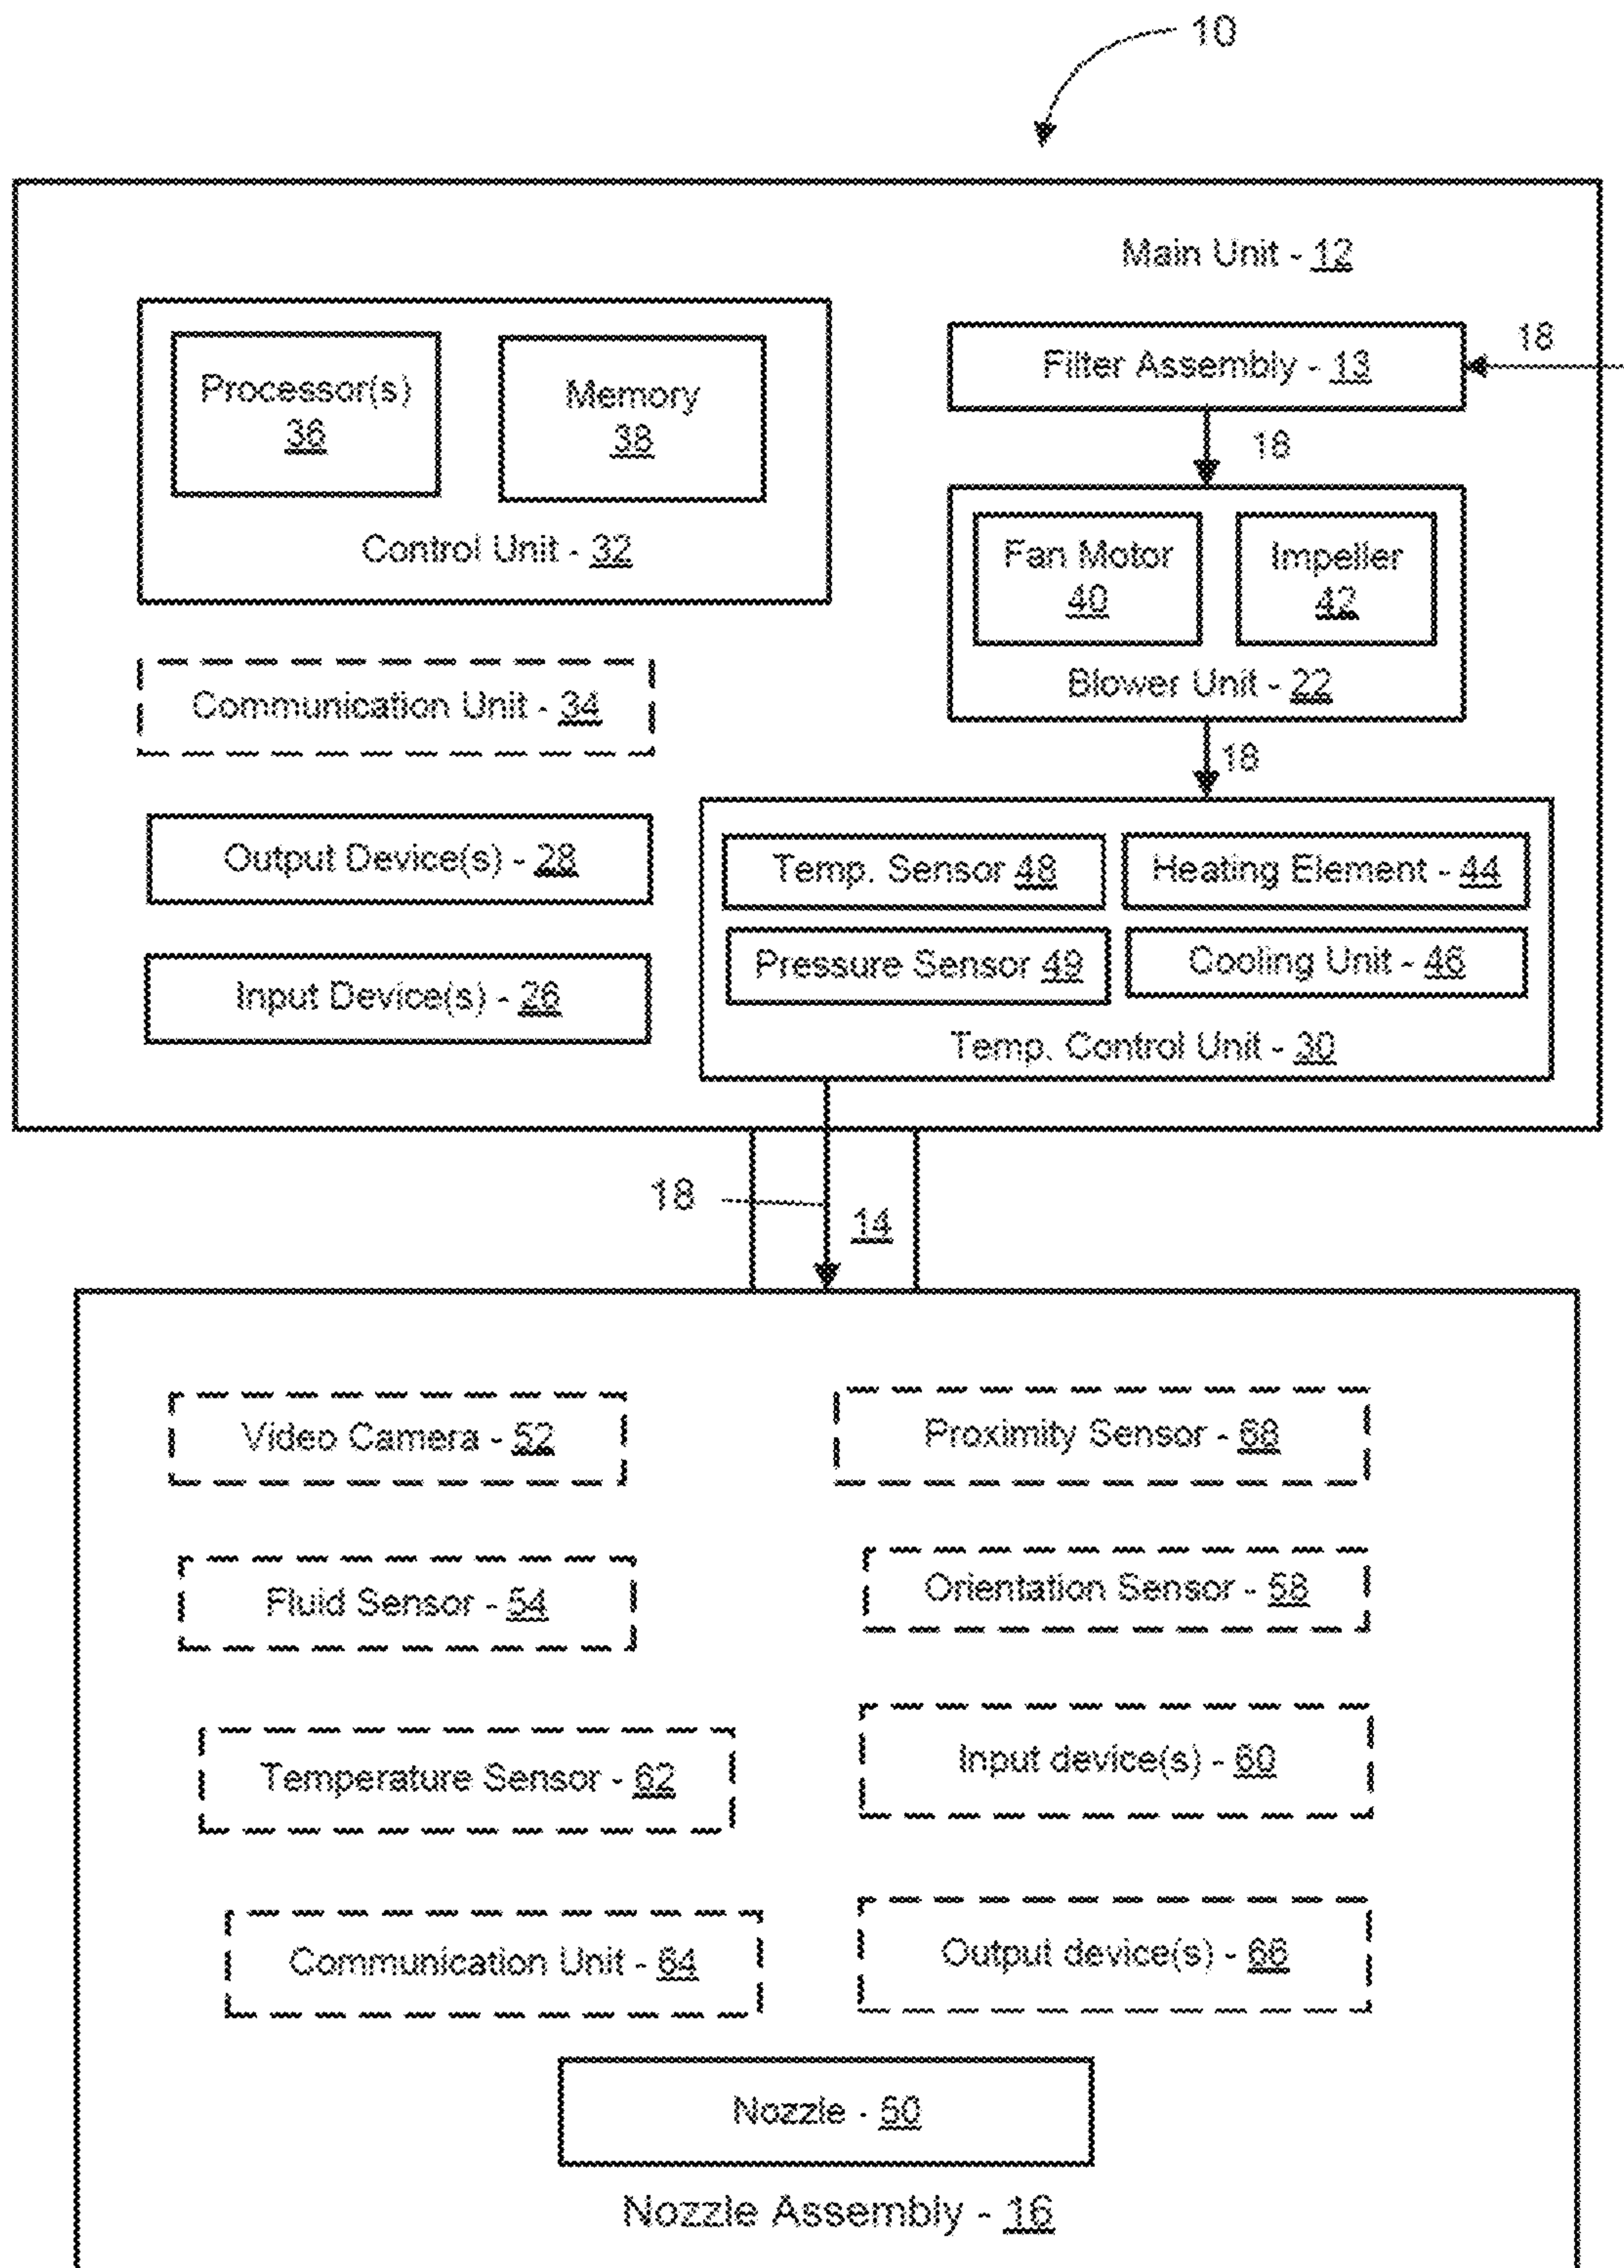 10
Main Unit - 12
Processor(s)
36
Memory
38
Control Unit - 32
Filter Assembly - 13
18
18
Fan Motor
40
Impeller
42
Blower Unit - 22
18
Communication Unit - 34
Output Device(s) - 28
Input Device(s) - 26
Temp. Sensor 48
Heating Element - 44
Pressure Sensor 49
Cooling Unit - 46
Temp. Control Unit - 30
18
14
Video Camera - 52
Proximity Sensor - 68
Fluid Sensor - 54
Orientation Sensor - 58
Temperature Sensor - 62
Input device(s) - 60
Communication Unit - 64
Output device(s) - 66
Nozzle - 50
Nozzle Assembly - 16